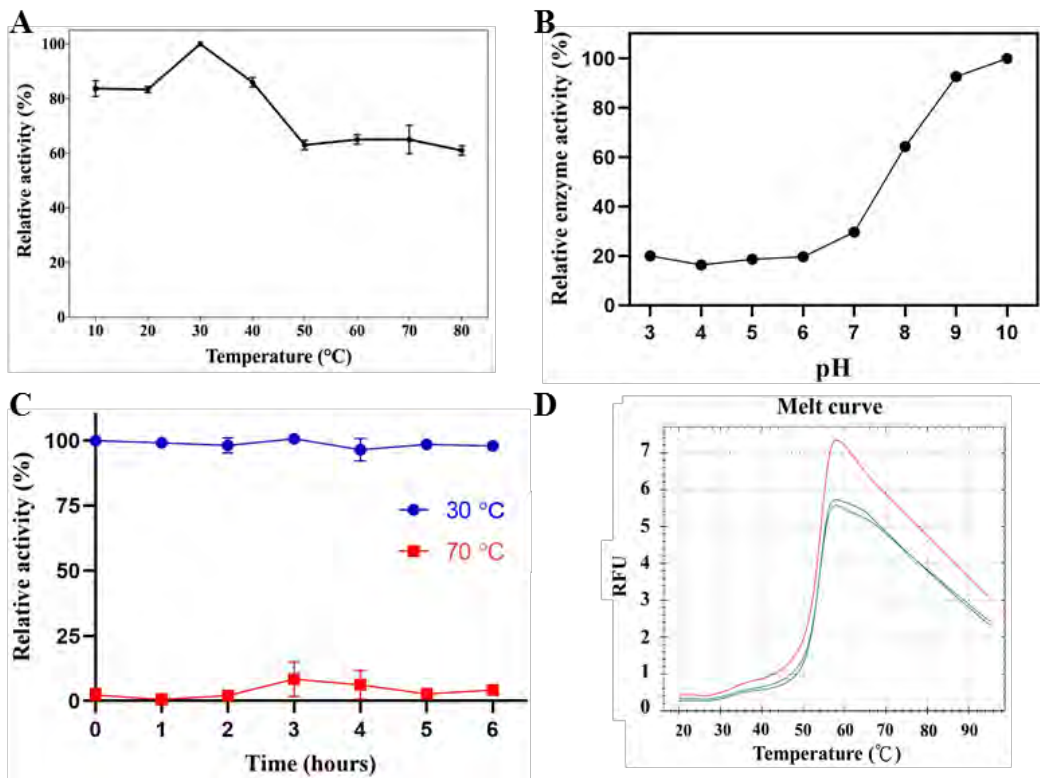 A
Relative activity (%)
100
80
60
40
20
0
10 20 30 40 50 60 70 80
Temperature (°C)
B
Relative enzyme activity (%)
100
80
60
40
20
0
3 4 5 6 7 8 9 10
pH
C
Relative activity (%)
100
75
50
25
0
30 °C
70 °C
0 1 2 3 4 5 6
Time (hours)
D
Melt curve
RFU
7
6
5
4
3
2
1
0
20 30 40 50 60 70 80 90
Temperature (℃)